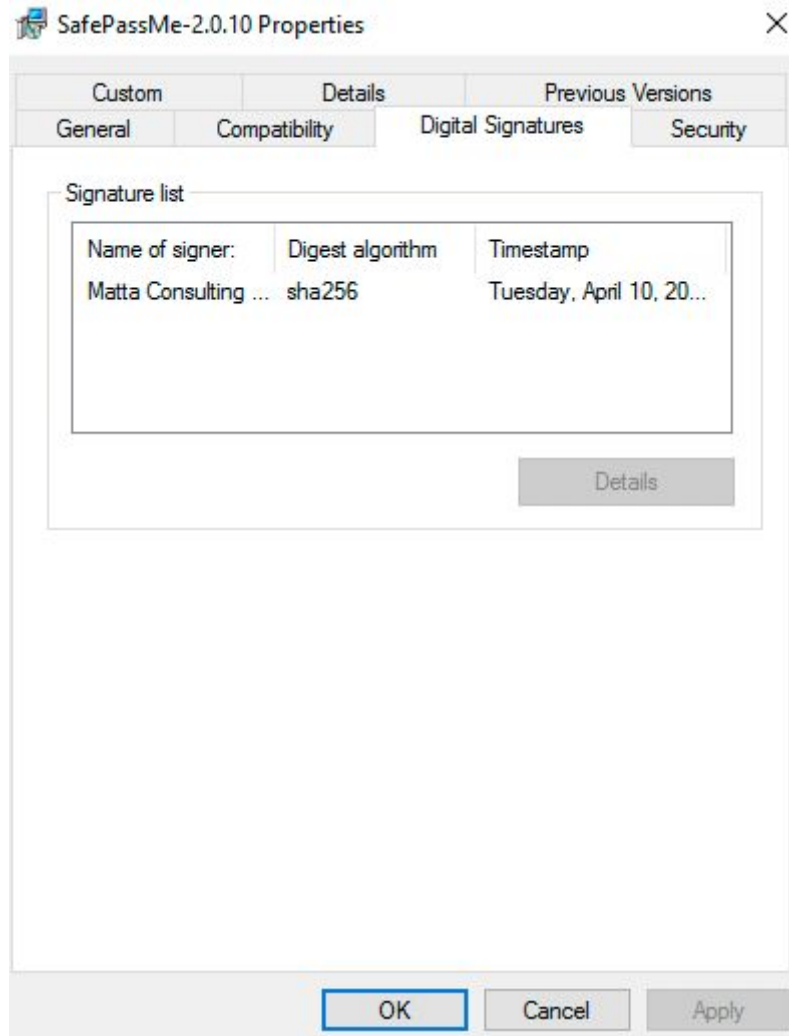 SafePassMe-2.0.10 Properties
Custom Details Previous Versions
General Compatibility Digital Signatures Security
Signature list
Name of signer: Digest algorithm Timestamp
Matta Consulting ... sha256 Tuesday, April 10, 20...
Details
OK Cancel Apply